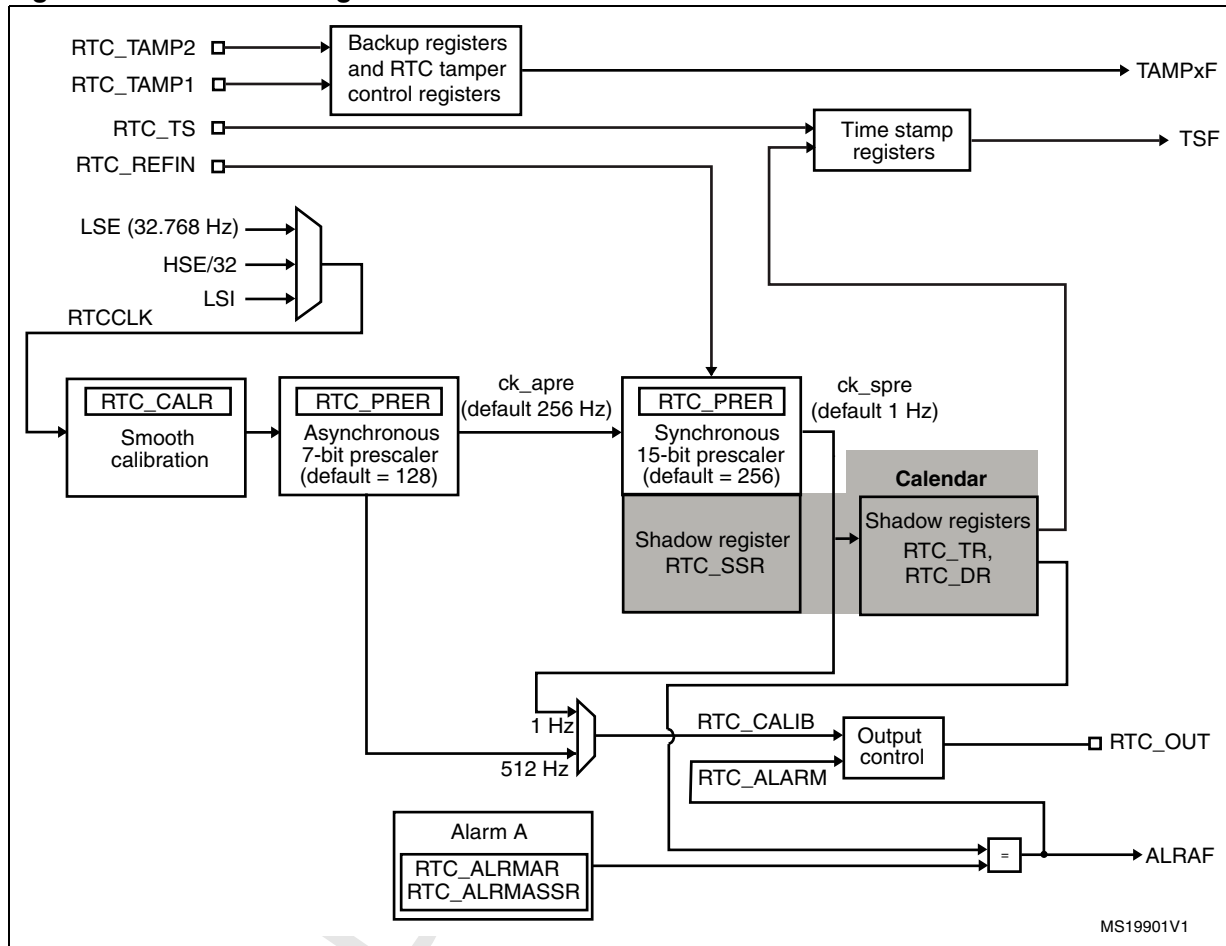 RTC_TAMP2
RTC_TAMP1
RTC_TS
RTC_REFIN
Backup registers
and RTC tamper
control registers
TAMPxF
Time stamp
registers
TSF
LSE (32.768 Hz)
HSE/32
LSI
RTCCLK
RTC_CALR
Smooth
calibration
RTC_PRER
Asynchronous
7-bit prescaler
(default = 128)
ck_apre
(default 256 Hz)
RTC_PRER
Synchronous
15-bit prescaler
(default = 256)
ck_spre
(default 1 Hz)
Calendar
Shadow register
RTC_SSR
Shadow registers
RTC_TR,
RTC_DR
1 Hz
512 Hz
RTC_CALIB
RTC_ALARM
Output
control
RTC_OUT
Alarm A
RTC_ALRMAR
RTC_ALRMASSR
=
ALRAF
MS19901V1